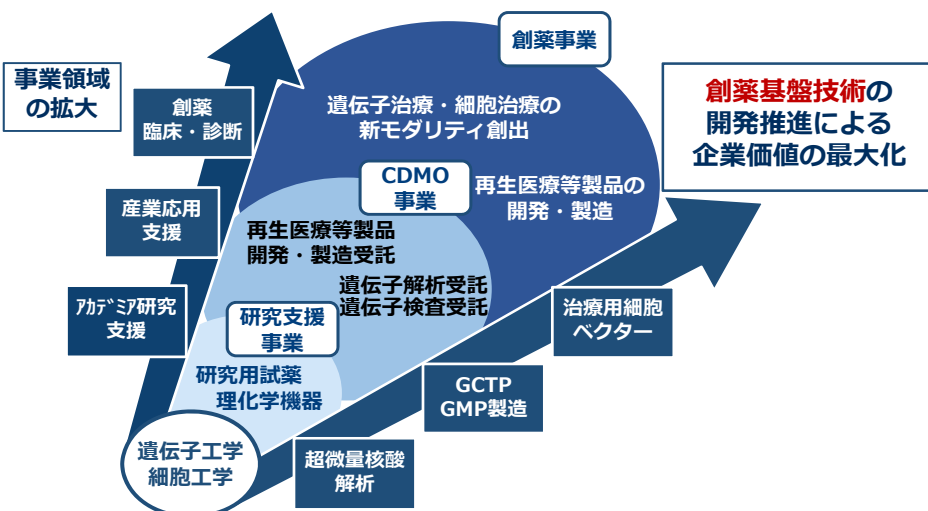 創薬事業
事業領域
の拡大
創薬
臨床・診断
遺伝子治療・細胞治療の
新モダリティ創出
創薬基盤技術の
開発推進による
企業価値の最大化
CDMO
事業
再生医療等製品の
開発・製造
産業応用
支援
再生医療等製品
開発・製造受託
遺伝子解析受託
遺伝子検査受託
ｱｶﾃﾞﾐｱ研究
支援
研究支援
事業
治療用細胞
ベクター
研究用試薬
理化学機器
GCTP
GMP製造
遺伝子工学
細胞工学
超微量核酸
解析